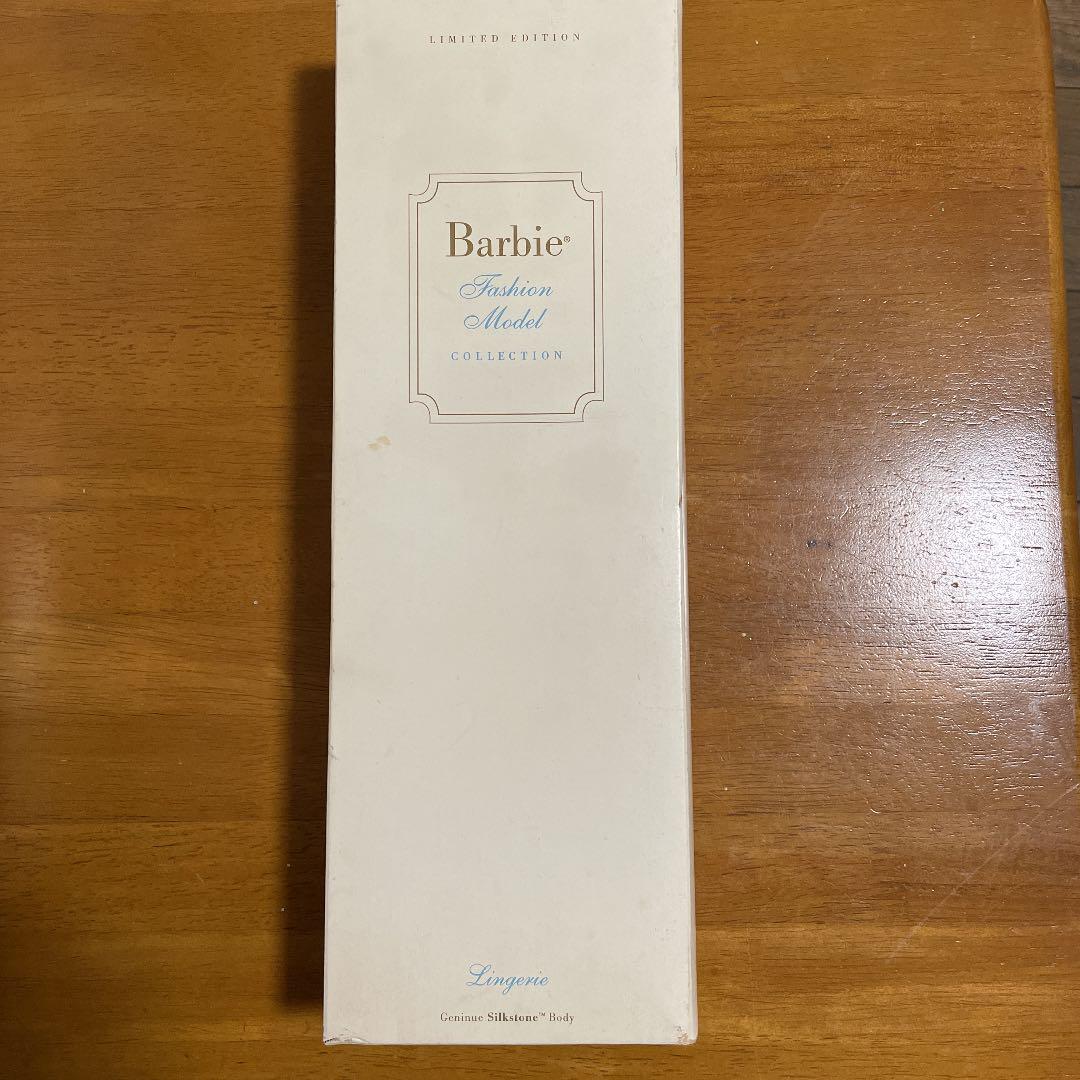 LIMITED EDITION
Barbie®
Fashion
Model
COLLECTION
Lingerie
Geninue Silkstone™ Body